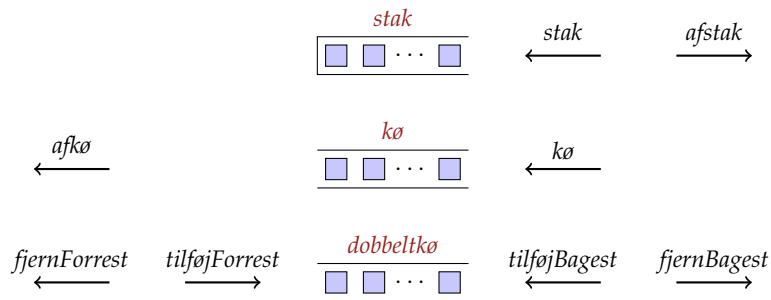 stak
stak afstak
kø
afkø kø
dobbeltkø
fjernForrest tilføjForrest tilføjBagest fjernBagest